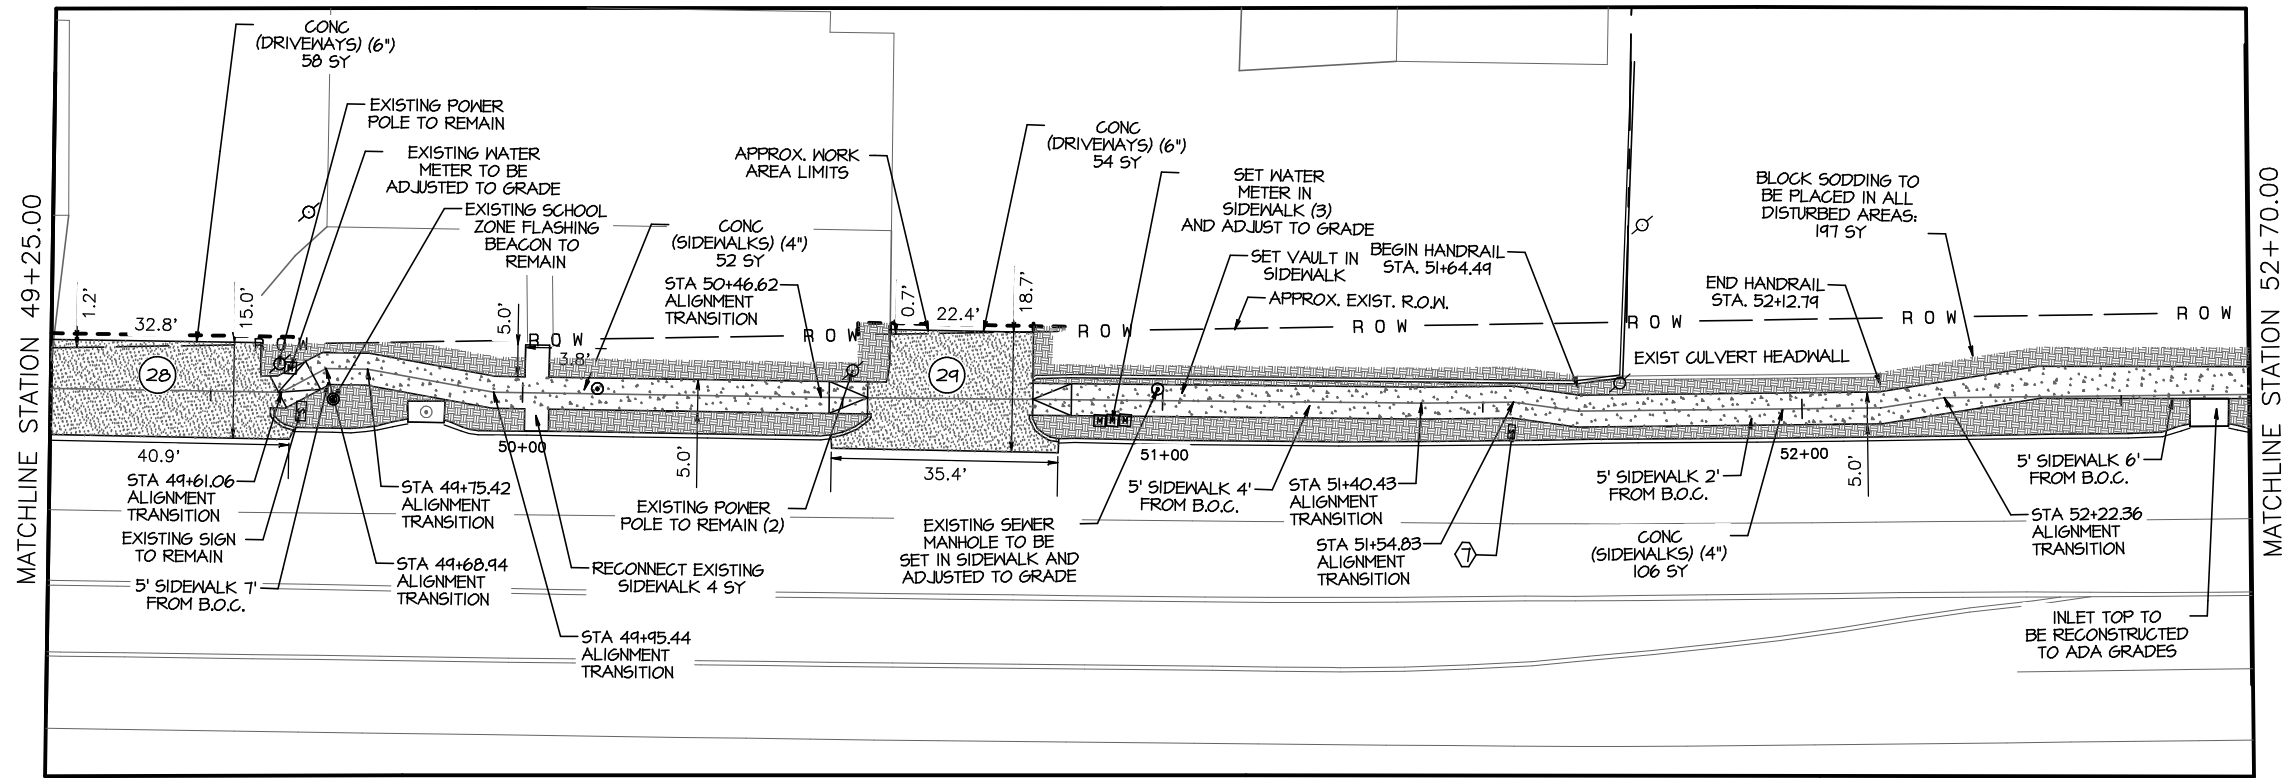 CONC
(DRIVEWAYS) (6")
58 SY
EXISTING POWER
POLE TO REMAIN
EXISTING WATER
METER TO BE
ADJUSTED TO GRADE
EXISTING SCHOOL
ZONE FLASHING
BEACON TO
REMAIN
APPROX. WORK
AREA LIMITS
CONC
(SIDEWALKS) (4")
52 SY
STA 50+46.62
ALIGNMENT
TRANSITION
CONC
(DRIVEWAYS) (6")
54 SY
SET WATER
METER IN
SIDEWALK (3)
AND ADJUST TO GRADE
SET VAULT IN
SIDEWALK
APPROX. EXIST. R.O.W.
BEGIN HANDRAIL
STA. 51+64.49
BLOCK SODDING TO
BE PLACED IN ALL
DISTURBED AREAS:
197 SY
END HANDRAIL
STA. 52+12.79
EXIST CULVERT HEADWALL
MATCHLINE STATION 49+25.00
MATCHLINE STATION 52+70.00
1.2'
32.8'
15.0'
5.0'
3.8'
0.7'
22.4'
18.7'
ROW
ROW
ROW
ROW
ROW
ROW
ROW
ROW
28
29
40.9'
50+00
5.0'
35.4'
51+00
52+00
5.0'
STA 49+61.06
ALIGNMENT
TRANSITION
EXISTING SIGN
TO REMAIN
5' SIDEWALK 7'
FROM B.O.C.
STA 49+75.42
ALIGNMENT
TRANSITION
STA 49+68.94
ALIGNMENT
TRANSITION
RECONNECT EXISTING
SIDEWALK 4 SY
STA 49+95.44
ALIGNMENT
TRANSITION
EXISTING POWER
POLE TO REMAIN (2)
EXISTING SEWER
MANHOLE TO BE
SET IN SIDEWALK AND
ADJUSTED TO GRADE
5' SIDEWALK 4'
FROM B.O.C.
STA 51+40.43
ALIGNMENT
TRANSITION
STA 51+54.83
ALIGNMENT
TRANSITION
7
5' SIDEWALK 2'
FROM B.O.C.
CONC
(SIDEWALKS) (4")
106 SY
5' SIDEWALK 6'
FROM B.O.C.
STA 52+22.36
ALIGNMENT
TRANSITION
INLET TOP TO
BE RECONSTRUCTED
TO ADA GRADES